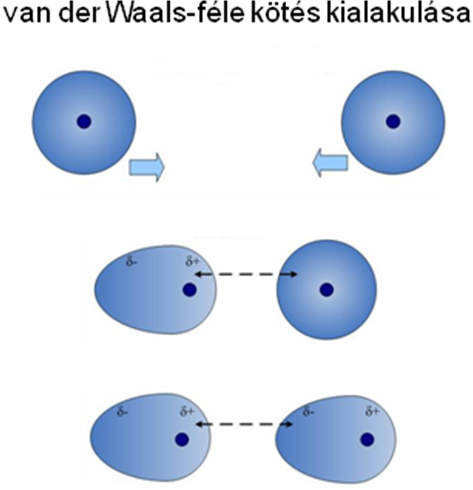 van der Waals-féle kötés kialakulása
δ- δ+
δ- δ+ δ- δ+